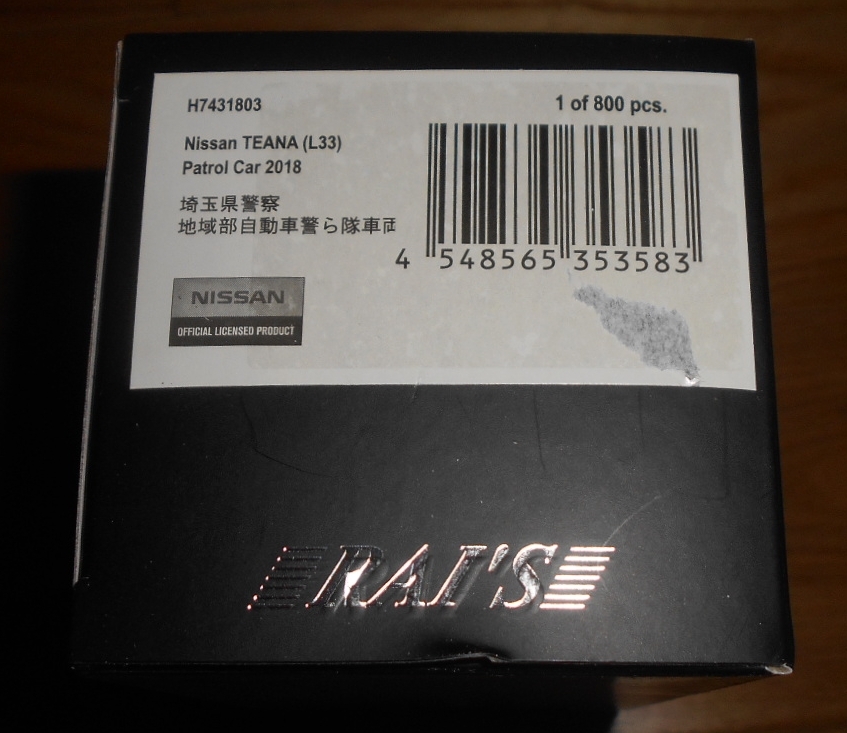 H7431803
1 of 800 pcs.
Nissan TEANA (L33)
Patrol Car 2018
埼玉県警察
地域部自動車警ら隊車両
4 548565 353583
NISSAN
OFFICIAL LICENSED PRODUCT
RAI'S